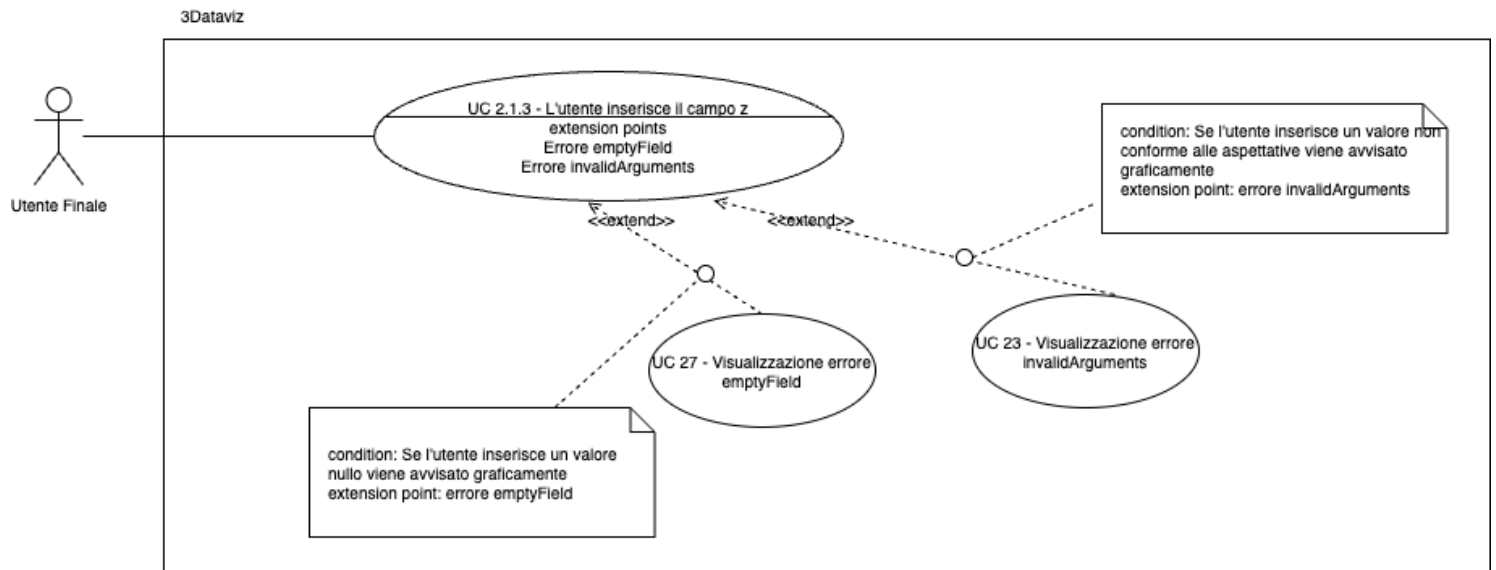 3Dataviz
Utente Finale
UC 2.1.3 - L'utente inserisce il campo z
extension points
Errore emptyField
Errore invalidArguments
condition: Se l'utente inserisce un valore non
conforme alle aspettative viene avvisato
graficamente
extension point: errore invalidArguments
<<extend>>
<<extend>>
UC 27 - Visualizzazione errore
emptyField
UC 23 - Visualizzazione errore
invalidArguments
condition: Se l'utente inserisce un valore
nullo viene avvisato graficamente
extension point: errore emptyField